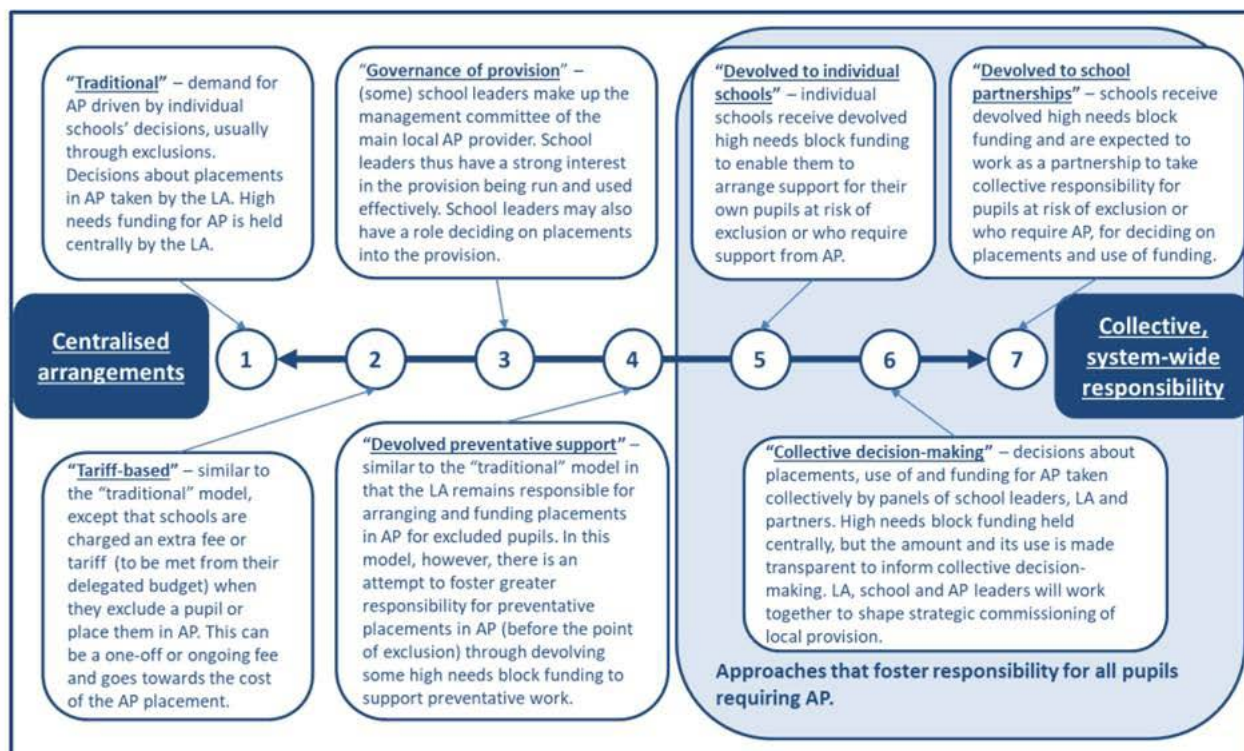 "Traditional" – demand for
AP driven by individual
schools' decisions, usually
through exclusions.
Decisions about placements
in AP taken by the LA. High
needs funding for AP is held
centrally by the LA.
"Governance of provision" –
(some) school leaders make up the
management committee of the
main local AP provider. School
leaders thus have a strong interest
in the provision being run and used
effectively. School leaders may also
have a role deciding on placements
into the provision.
"Devolved to individual
schools" – individual
schools receive devolved
high needs block funding
to enable them to
arrange support for their
own pupils at risk of
exclusion or who require
support from AP.
"Devolved to school
partnerships" – schools receive
devolved high needs block
funding and are expected to
work as a partnership to take
collective responsibility for
pupils at risk of exclusion or
who require AP, for deciding on
placements and use of funding.
Centralised
arrangements
1
2
3
4
5
6
7
Collective,
system-wide
responsibility
"Tariff-based" – similar to
the "traditional" model,
except that schools are
charged an extra fee or
tariff (to be met from their
delegated budget) when
they exclude a pupil or
place them in AP. This can
be a one-off or ongoing fee
and goes towards the cost
of the AP placement.
"Devolved preventative support" –
similar to the "traditional" model in
that the LA remains responsible for
arranging and funding placements
in AP for excluded pupils. In this
model, however, there is an
attempt to foster greater
responsibility for preventative
placements in AP (before the point
of exclusion) through devolving
some high needs block funding to
support preventative work.
"Collective decision-making" – decisions about
placements, use of and funding for AP taken
collectively by panels of school leaders, LA and
partners. High needs block funding held
centrally, but the amount and its use is made
transparent to inform collective decision-
making. LA, school and AP leaders will work
together to shape strategic commissioning of
local provision.
Approaches that foster responsibility for all pupils
requiring AP.